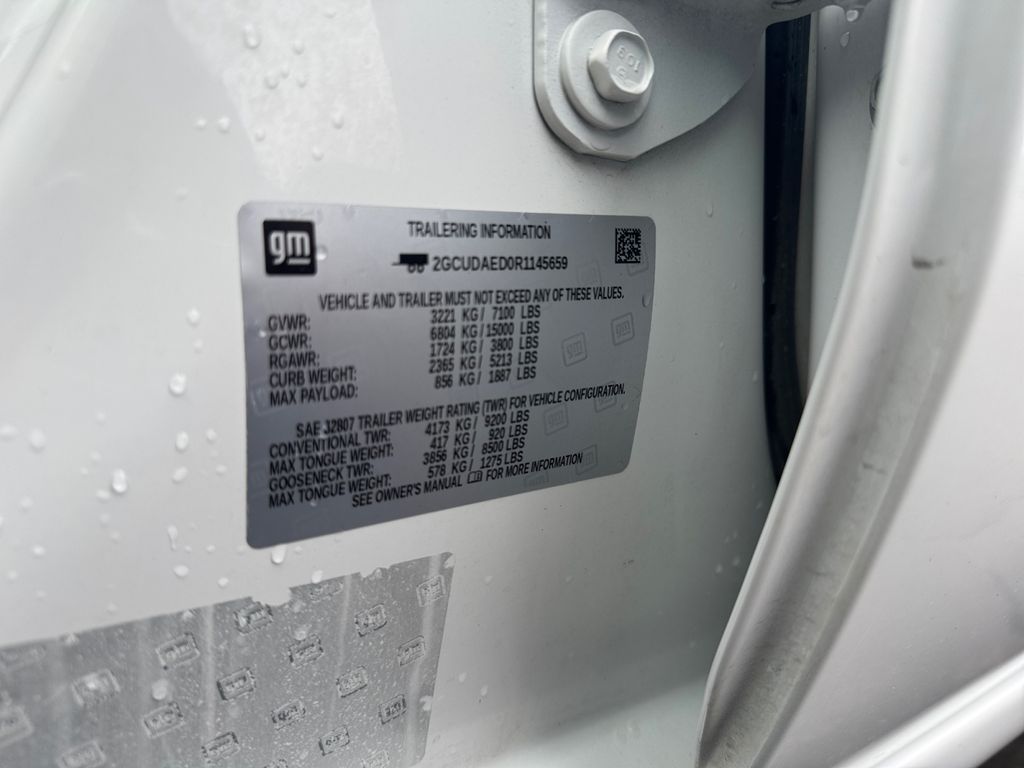 gm
TRAILERING INFORMATION
2GCUDAED0R1145659
VEHICLE AND TRAILER MUST NOT EXCEED ANY OF THESE VALUES.
GVWR: 3221 KG / 7100 LBS
GCWR: 6804 KG / 15000 LBS
RGAWR: 1724 KG / 3800 LBS
CURB WEIGHT: 2365 KG / 5213 LBS
MAX PAYLOAD: 856 KG / 1887 LBS
SAE J2807 TRAILER WEIGHT RATING (TWR) FOR VEHICLE CONFIGURATION.
CONVENTIONAL TWR: 4173 KG / 9200 LBS
MAX TONGUE WEIGHT: 417 KG / 920 LBS
GOOSENECK TWR: 3856 KG / 8500 LBS
MAX TONGUE WEIGHT: 578 KG / 1275 LBS
SEE OWNER'S MANUAL FOR MORE INFORMATION